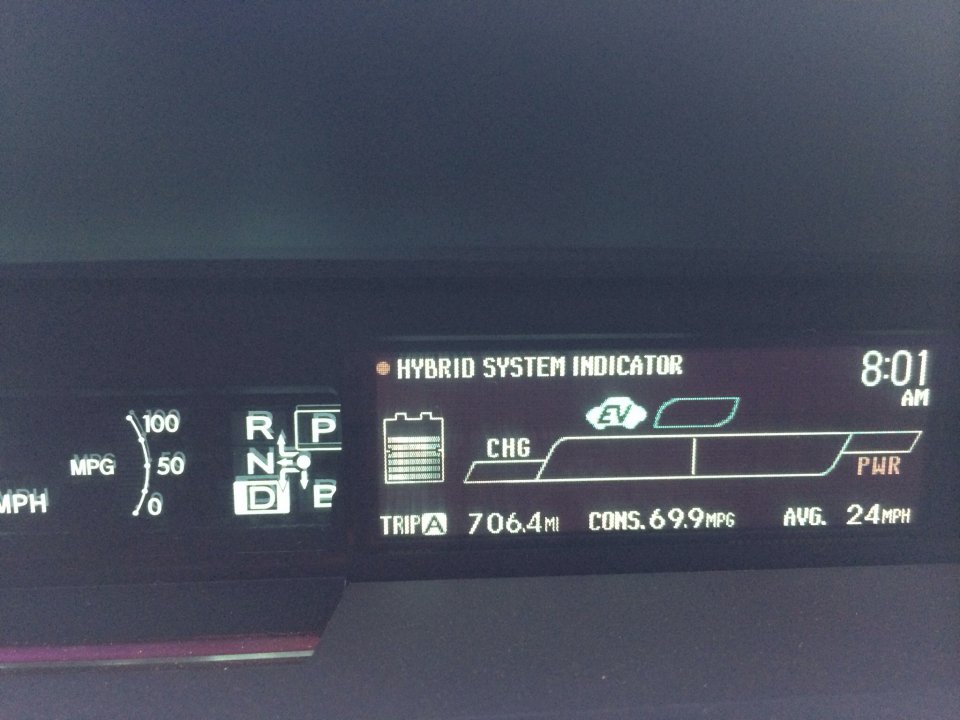 HYBRID SYSTEM INDICATOR 8:01 AM
EV
CHG
PWR
TRIP A 706.4 MI CONS. 69.9 MPG AVG. 24 MPH
MPH
MPG
100
50
0
R P
N
D B